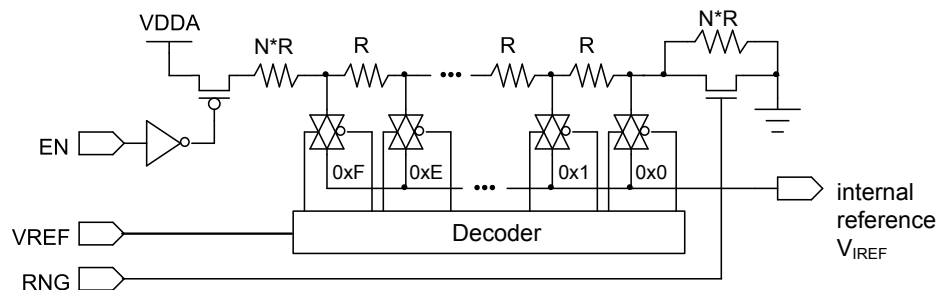 VDDA
N*R
R
R
R
N*R
EN
0xF
0xE
0x1
0x0
internal
reference
VIREF
VREF
Decoder
RNG